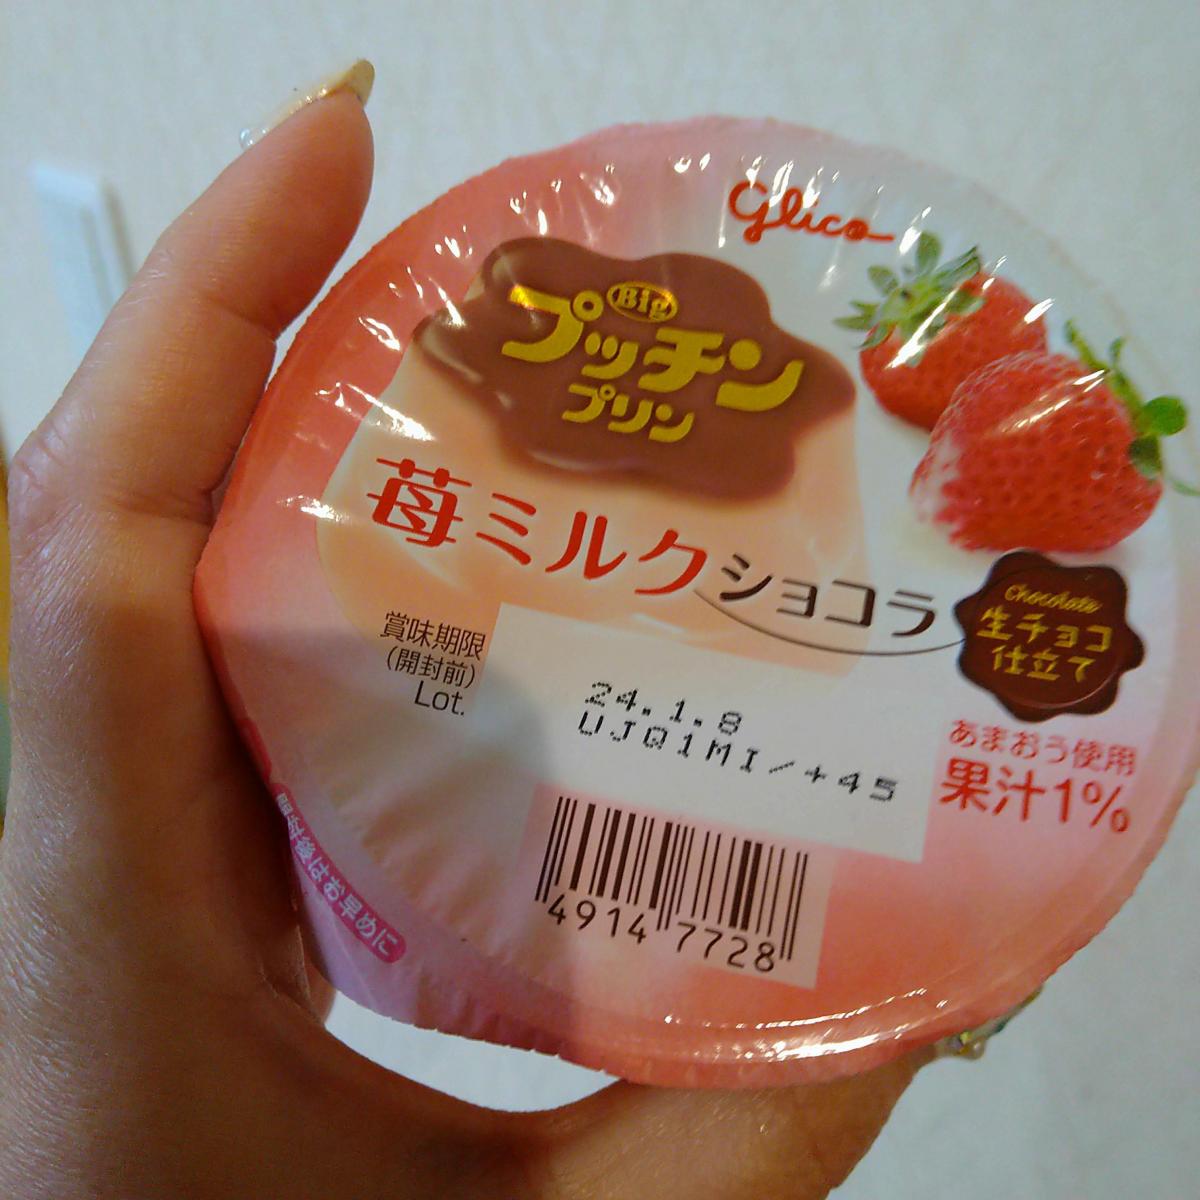 Glico
Big
プッチン
プリン
苺ミルクショコラ
Chocolate
生チョコ
仕立て
賞味期限
(開封前)
Lot.
24.1.8
UJQ1MI/+45
あまおう使用
果汁1%
4914 7728
開封後はお早めに